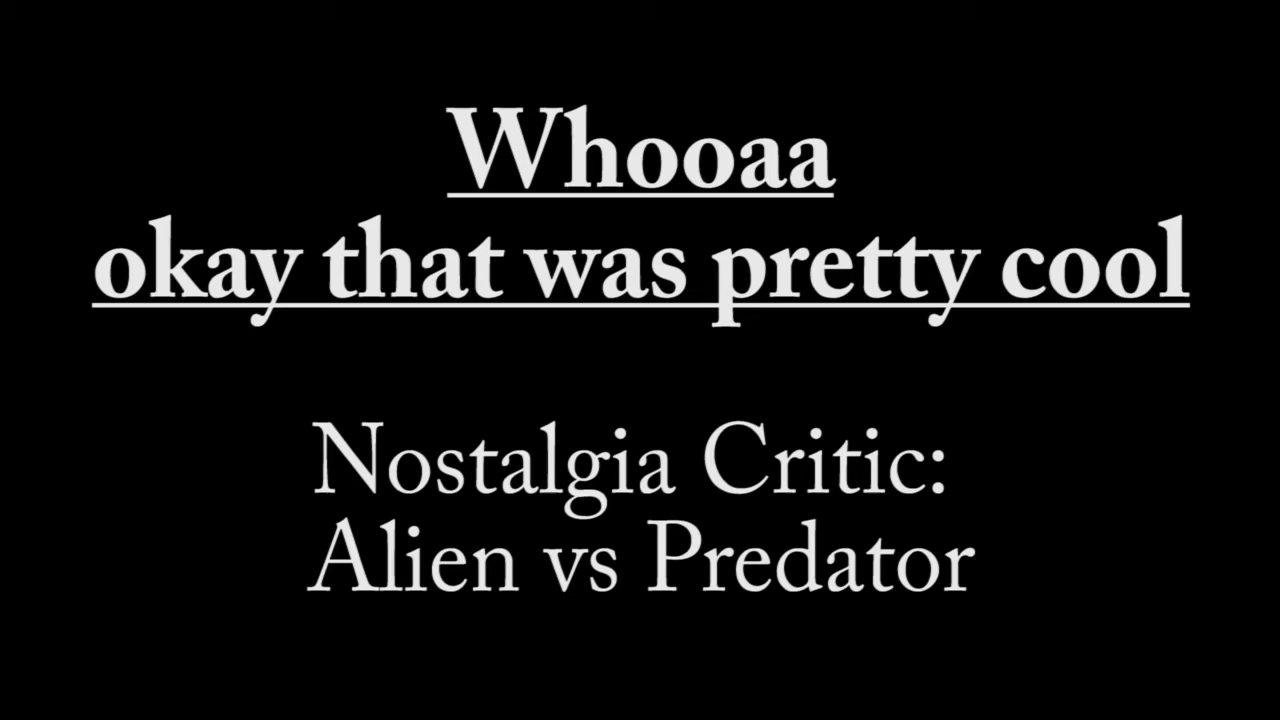 Whooaa
okay that was pretty cool
Nostalgia Critic:
Alien vs Predator